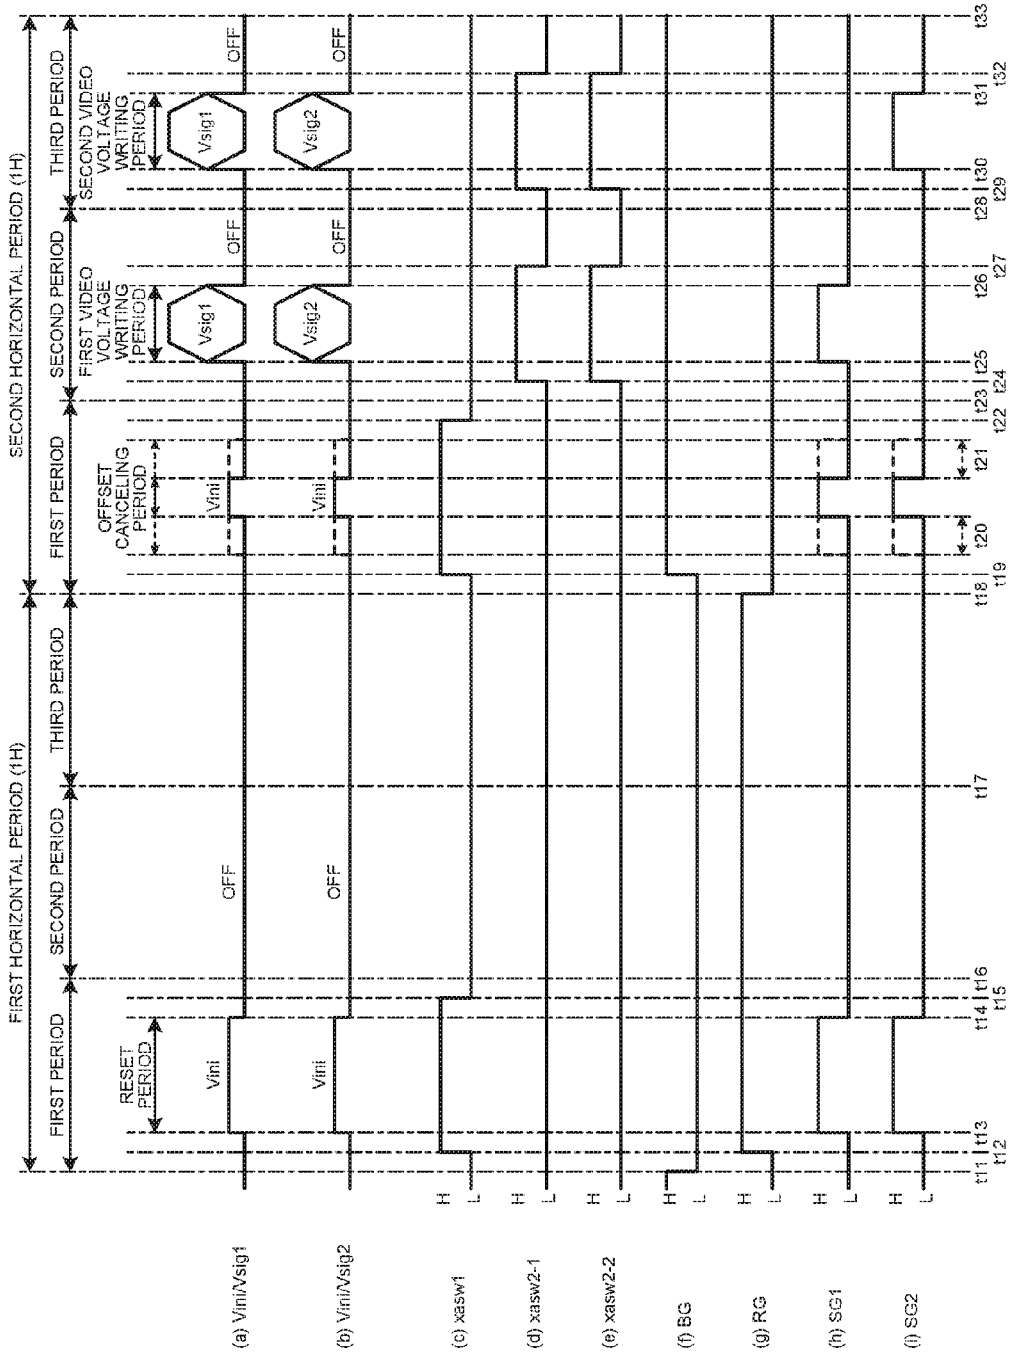 FIRST HORIZONTAL PERIOD (1H)
SECOND HORIZONTAL PERIOD (1H)
FIRST PERIOD
SECOND PERIOD
THIRD PERIOD
FIRST PERIOD
SECOND PERIOD
THIRD PERIOD
RESET
PERIOD
OFFSET
CANCELING
PERIOD
FIRST VIDEO
VOLTAGE
WRITING
PERIOD
SECOND VIDEO
VOLTAGE
WRITING
PERIOD
(a) Vini/Vsig1
Vini
OFF
Vini
Vsig1
OFF
Vsig1
OFF
(b) Vini/Vsig2
Vini
OFF
Vini
Vsig2
OFF
Vsig2
OFF
(c) xasw1
H
L
(d) xasw2-1
H
L
(e) xasw2-2
H
L
(f) BG
H
L
(g) RG
H
L
(h) SG1
H
L
(i) SG2
H
L
t11
t12
t13
t14
t15
t16
t17
t18
t19
t20
t21
t22
t23
t24
t25
t26
t27
t28
t29
t30
t31
t32
t33